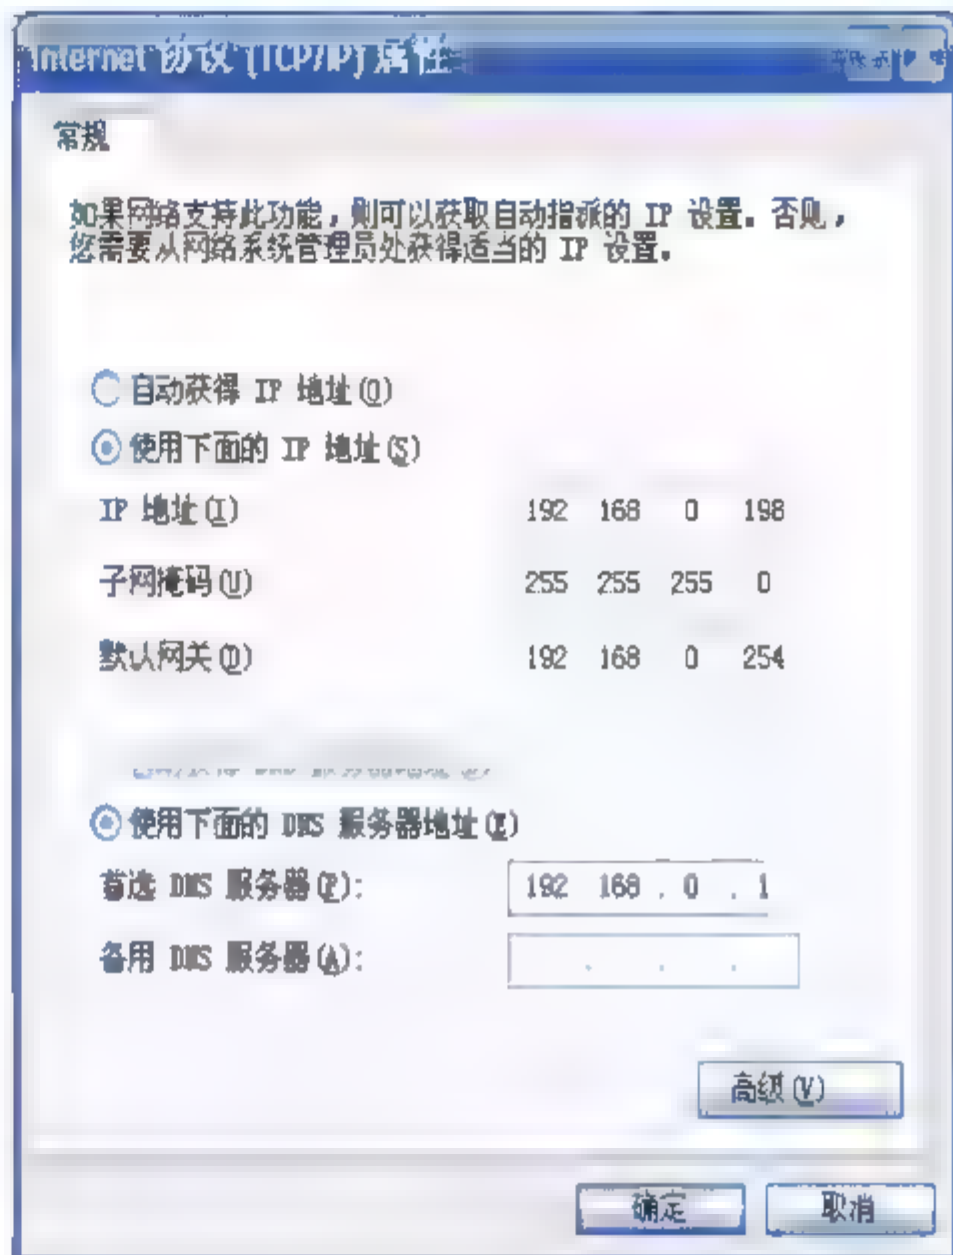 Internet 协议 (TCP/IP) 属性
常规
如果网络支持此功能，则可以获取自动指派的 IP 设置。否则，
您需要从网络系统管理员处获得适当的 IP 设置。
自动获得 IP 地址(O)
使用下面的 IP 地址(S)
IP 地址(I) 192 168 0 198
子网掩码(U) 255 255 255 0
默认网关(D) 192 168 0 254
使用下面的 DNS 服务器地址(E)
首选 DNS 服务器(P): 192 168 . 0 . 1
备用 DNS 服务器(A): . . .
高级(V)
确定 取消